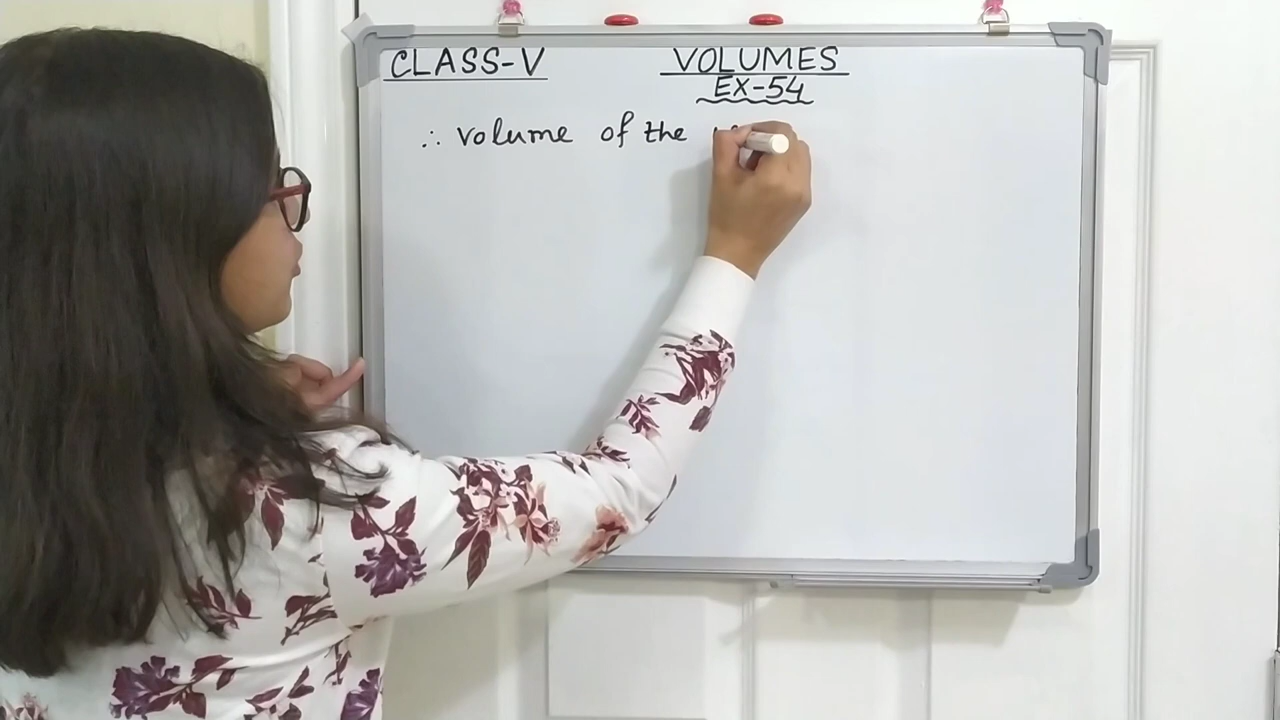 CLASS-V
VOLUMES
EX-54
∴ volume of the